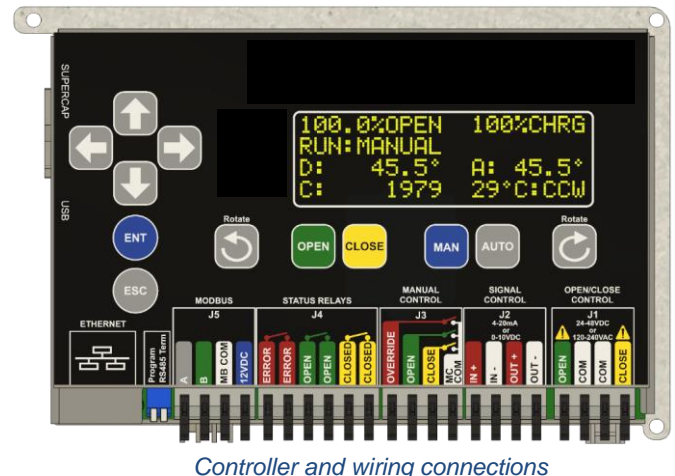 SUPERCAP
USB
100.0%OPEN 100%CHRG
RUN:MANUAL
D: 45.5° A: 45.5°
C: 1979 29°C:CCW
ENT
ESC
Rotate
OPEN
CLOSE
MAN
AUTO
Rotate
ETHERNET
Program
RS485 Term
MODBUS
J5
A
B
MB COM
12VDC
STATUS RELAYS
J4
ERROR
ERROR
OPEN
OPEN
CLOSED
CLOSED
MANUAL
CONTROL
J3
OVERRIDE
OPEN
CLOSE
MC
COM
SIGNAL
CONTROL
J2
4-20mA
or
0-10VDC
IN +
IN -
OUT +
OUT -
OPEN/CLOSE
CONTROL
J1
24-48VDC
or
120-240VAC
OPEN
COM
COM
CLOSE
Controller and wiring connections